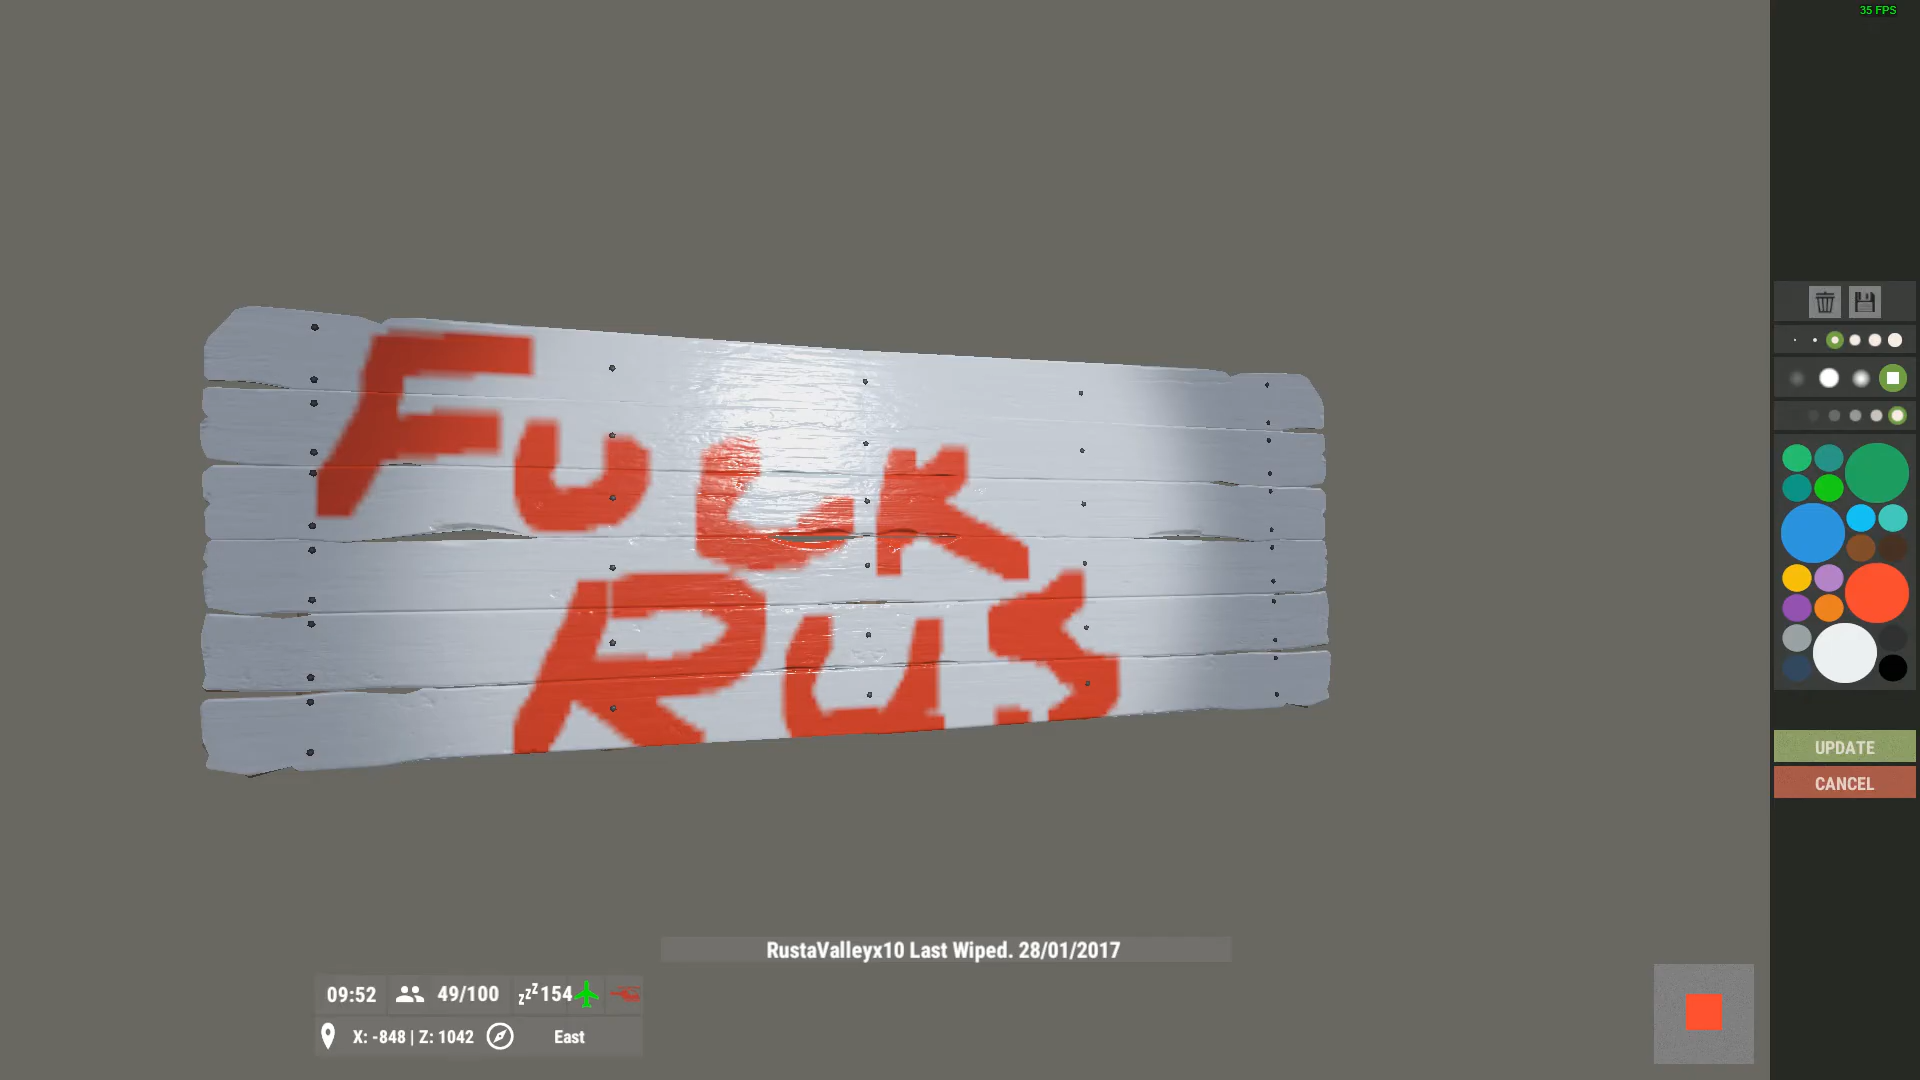 35 FPS
Fuck
Rus
UPDATE
CANCEL
RustaValleyx10 Last Wiped. 28/01/2017
09:52 49/100 zzZ 154
X: -848 | Z: 1042 East